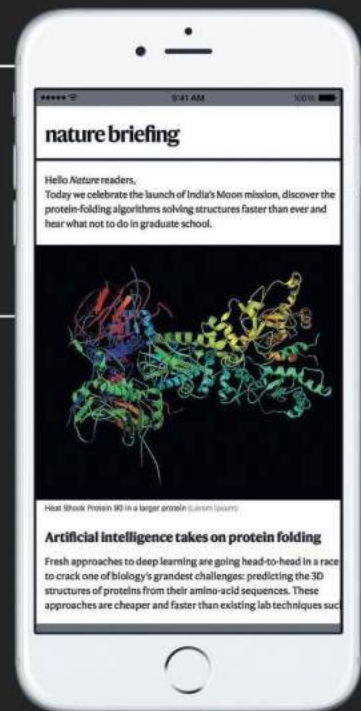 9:41 AM 100%
nature briefing
Hello Nature readers,
Today we celebrate the launch of India's Moon mission, discover the
protein-folding algorithms solving structures faster than ever and
hear what not to do in graduate school.
Heat Shock Protein 90 in a larger protein (Lorem Ipsum)
Artificial intelligence takes on protein folding
Fresh approaches to deep learning are going head-to-head in a race
to crack one of biology's grandest challenges: predicting the 3D
structures of proteins from their amino-acid sequences. These
approaches are cheaper and faster than existing lab techniques suc